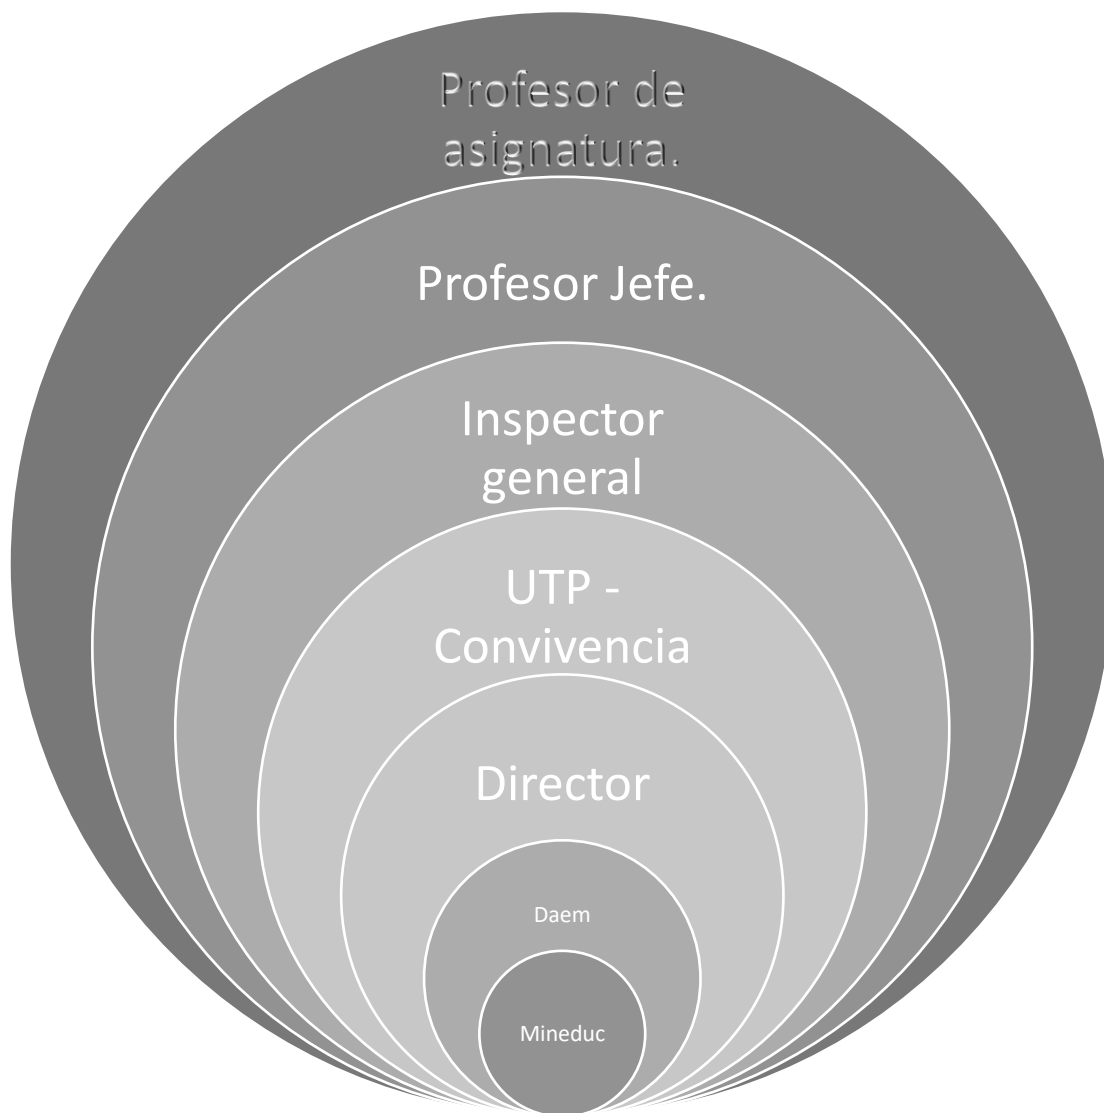 Profesor de
asignatura.
Profesor Jefe.
Inspector
general
UTP -
Convivencia
Director
Daem
Mineduc